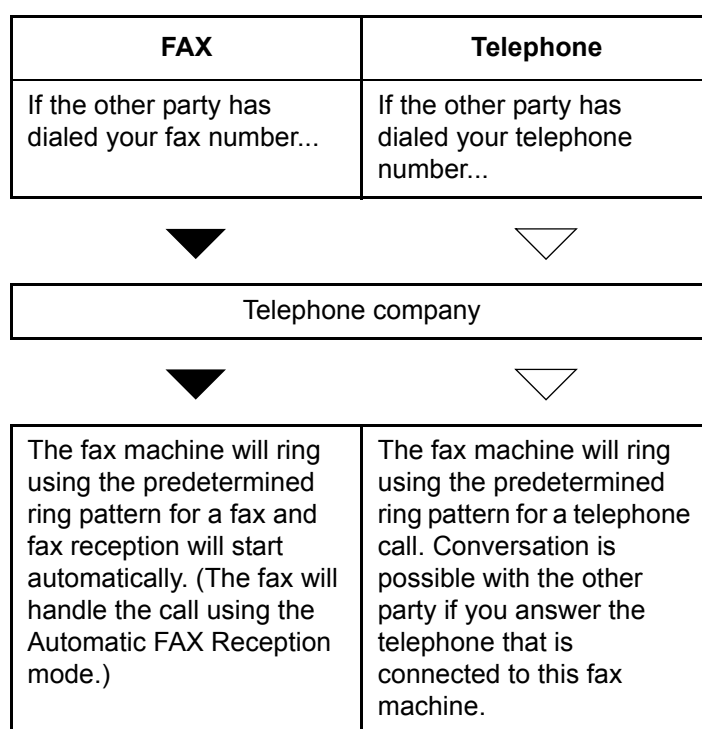 FAX
Telephone
If the other party has
dialed your fax number...
If the other party has
dialed your telephone
number...
Telephone company
The fax machine will ring
using the predetermined
ring pattern for a fax and
fax reception will start
automatically. (The fax will
handle the call using the
Automatic FAX Reception
mode.)
The fax machine will ring
using the predetermined
ring pattern for a telephone
call. Conversation is
possible with the other
party if you answer the
telephone that is
connected to this fax
machine.